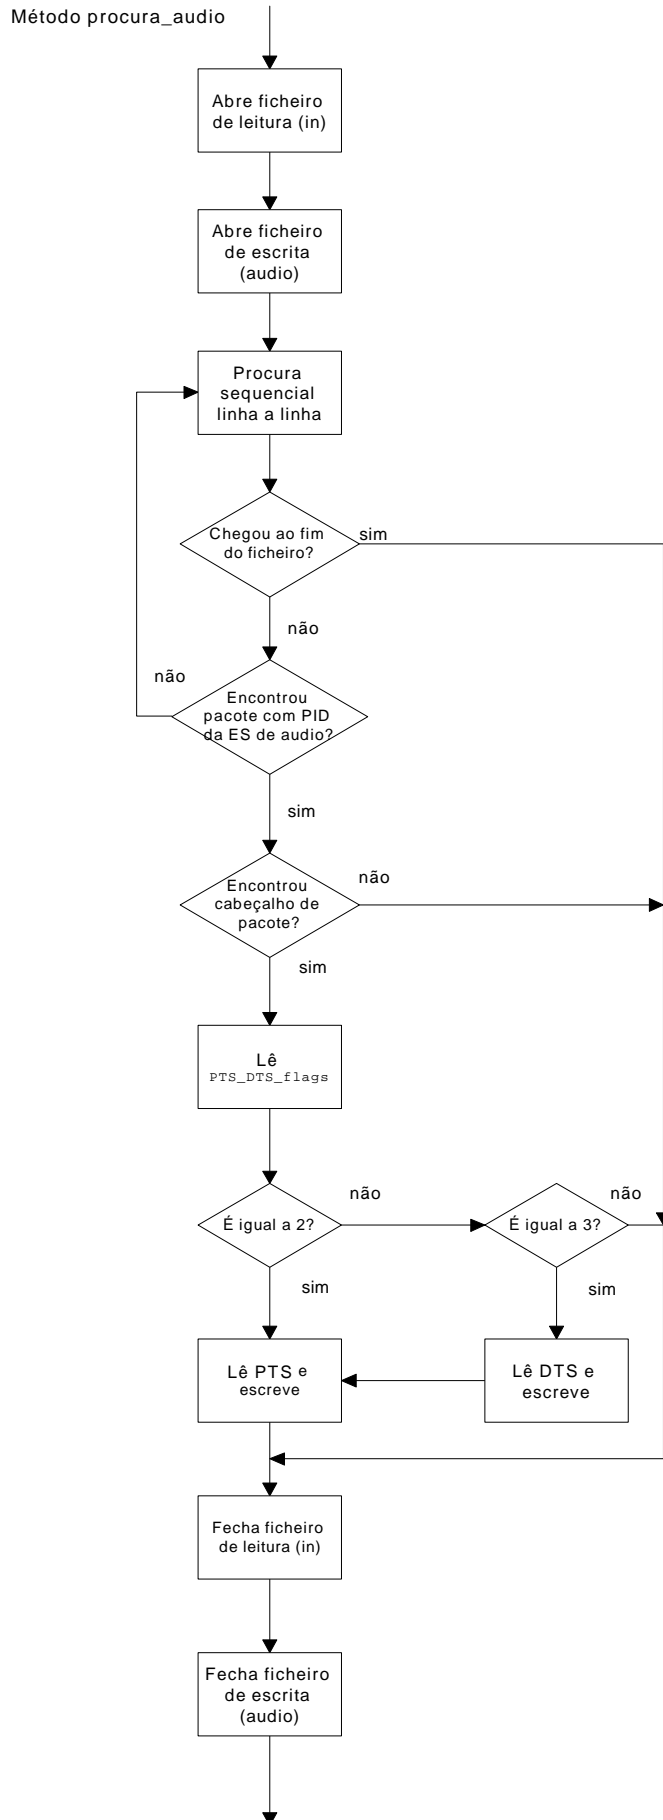 Método procura_audio
Abre ficheiro
de leitura (in)
Abre ficheiro
de escrita
(audio)
Procura
sequencial
linha a linha
Chegou ao fim
do ficheiro?
sim
não
não
Encontrou
pacote com PID
da ES de audio?
sim
Encontrou
cabeçalho de
pacote?
não
sim
Lê
PTS_DTS_flags
É igual a 2?
não
É igual a 3?
não
sim
sim
Lê PTS e
escreve
Lê DTS e
escreve
Fecha ficheiro
de leitura (in)
Fecha ficheiro
de escrita
(audio)